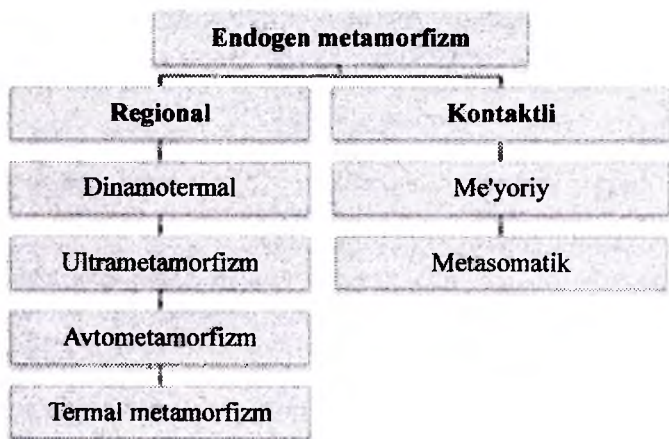 Endogen metamorfizm
Regional
Kontaktli
Dinamotermal
Me'yoriy
Ultrametamorfizm
Metasomatik
Avtometamorfizm
Termal metamorfizm